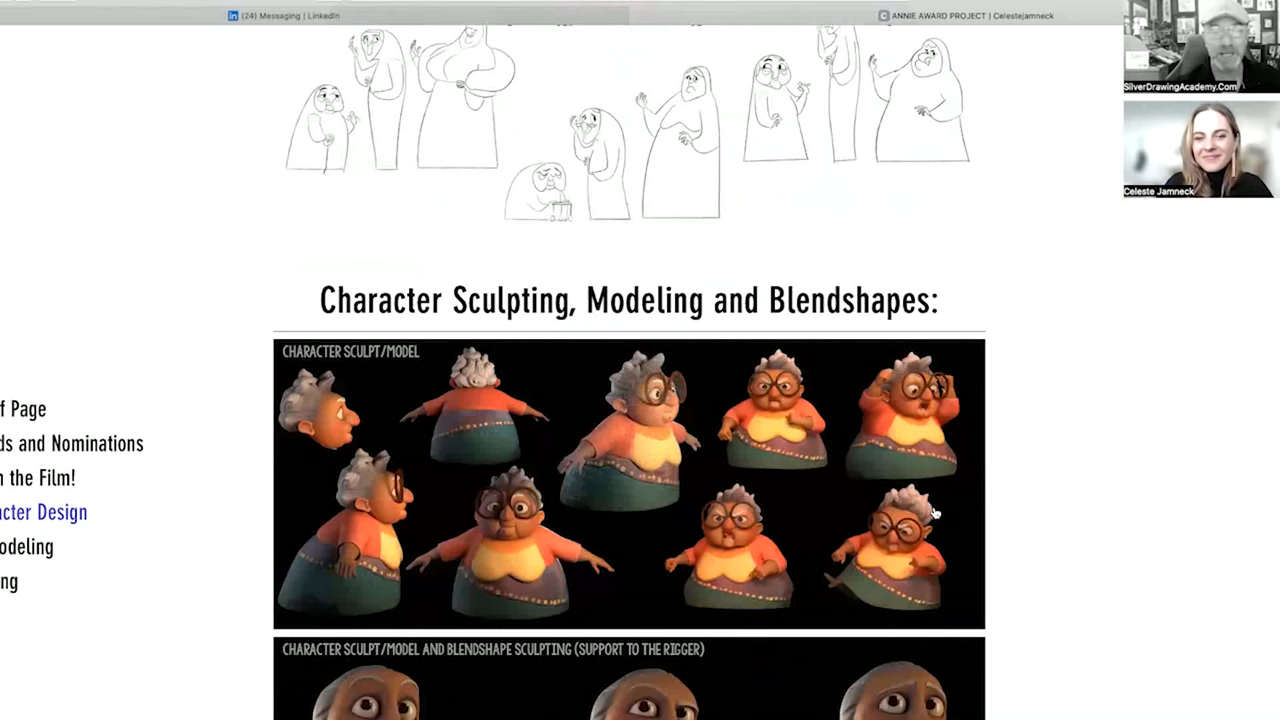 (24) Messaging | LinkedIn
ANNIE AWARD PROJECT | Celestejamneck
SilverDrawingAcademy.Com
Celeste Jamneck
Character Sculpting, Modeling and Blendshapes:
CHARACTER SCULPT/MODEL
f Page
ds and Nominations
n the Film!
acter Design
odeling
ng
CHARACTER SCULPT/MODEL AND BLENDSHAPE SCULPTING (SUPPORT TO THE RIGGER)